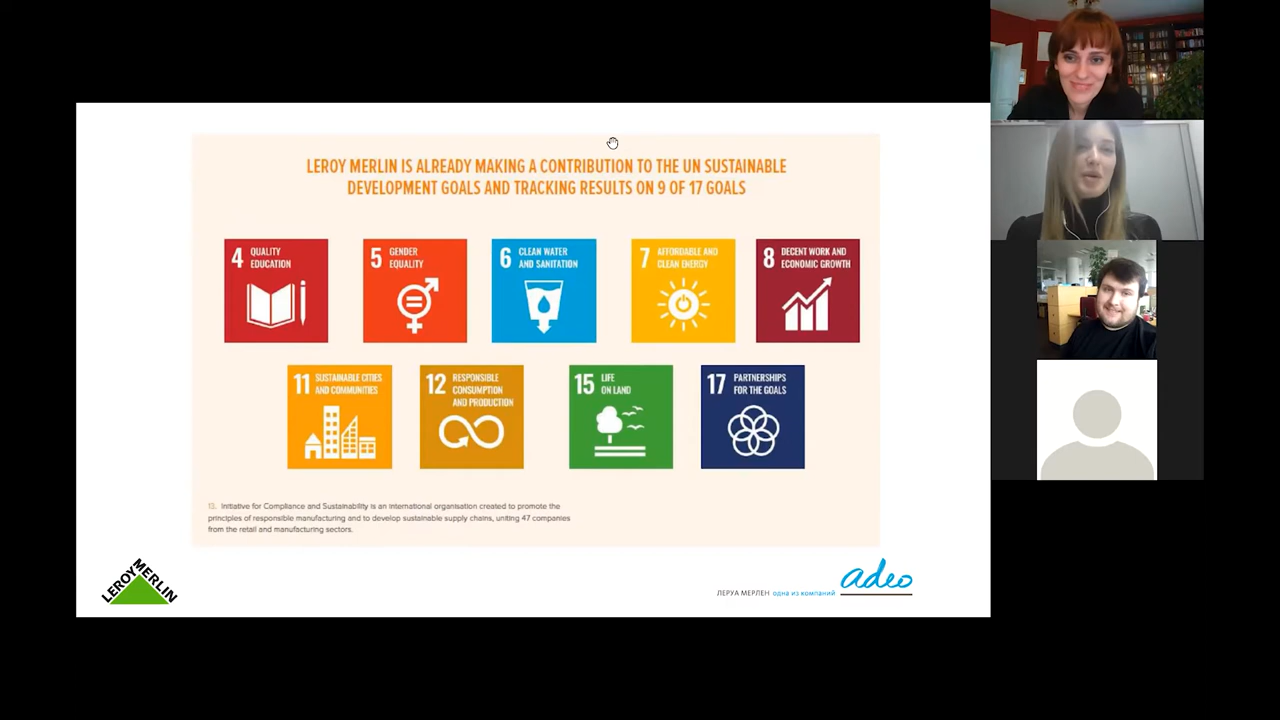 LEROY MERLIN IS ALREADY MAKING A CONTRIBUTION TO THE UN SUSTAINABLE
DEVELOPMENT GOALS AND TRACKING RESULTS ON 9 OF 17 GOALS
4 QUALITY
EDUCATION
5 GENDER
EQUALITY
6 CLEAN WATER
AND SANITATION
7 AFFORDABLE AND
CLEAN ENERGY
8 DECENT WORK AND
ECONOMIC GROWTH
11 SUSTAINABLE CITIES
AND COMMUNITIES
12 RESPONSIBLE
CONSUMPTION
AND PRODUCTION
15 LIFE
ON LAND
17 PARTNERSHIPS
FOR THE GOALS
13. Initiative for Compliance and Sustainability is an international organisation created to promote the
principles of responsible manufacturing and to develop sustainable supply chains, uniting 47 companies
from the retail and manufacturing sectors.
LEROY MERLIN
ЛЕРУА МЕРЛЕН одна из компаний adeo